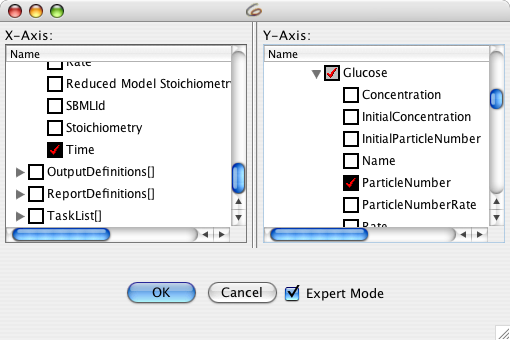 X-Axis:
Name
Rate
Reduced Model Stoichiometr
SBMLId
Stoichiometry
Time
OutputDefinitions[]
ReportDefinitions[]
TaskList[]
Y-Axis:
Name
Glucose
Concentration
InitialConcentration
InitialParticleNumber
Name
ParticleNumber
ParticleNumberRate
Rate
OK
Cancel
Expert Mode